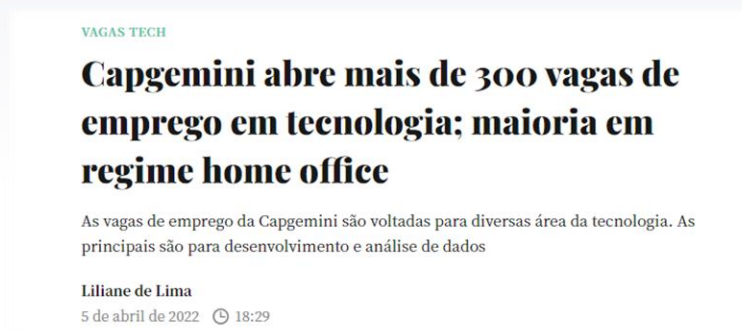 VAGAS TECH
Capgemini abre mais de 300 vagas de
emprego em tecnologia; maioria em
regime home office
As vagas de emprego da Capgemini são voltadas para diversas área da tecnologia. As
principais são para desenvolvimento e análise de dados
Liliane de Lima
5 de abril de 2022 18:29